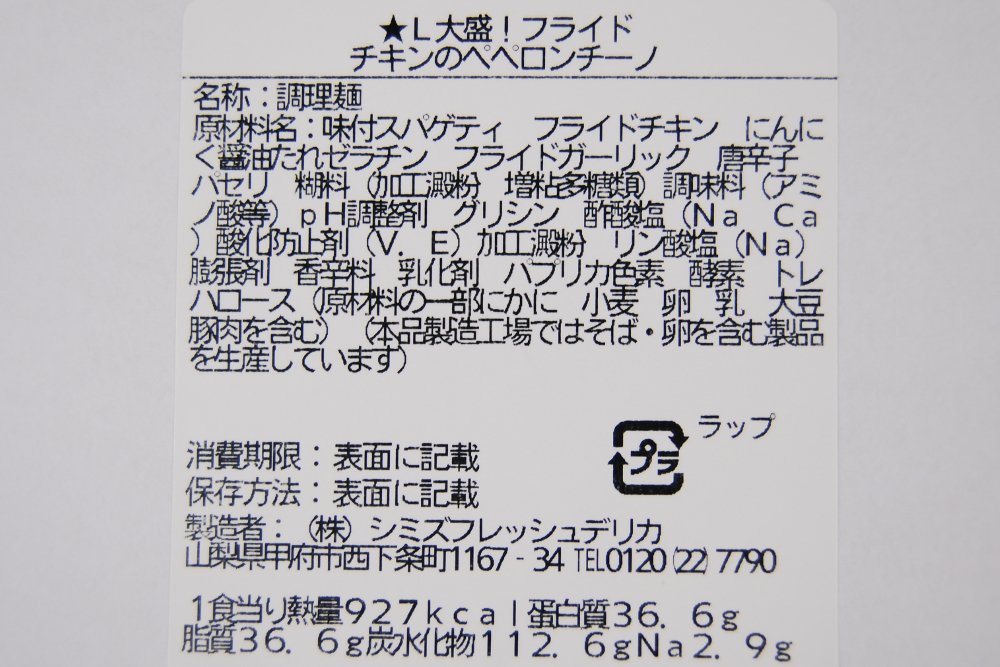 ★L大盛!フライド
チキンのペペロンチーノ
名称:調理麺
原材料名:味付スパゲティ フライドチキン にんに
く醤油たれゼラチン フライドガーリック 唐辛子
パセリ 糊料(加工澱粉 増粘多糖類)調味料(アミ
ノ酸等)pH調整剤 グリシン 酢酸塩(Na Ca
)酸化防止剤(V.E)加工澱粉 リン酸塩(Na)
膨張剤 香辛料 乳化剤 パプリカ色素 酵素 トレ
ハロース(原材料の一部にかに 小麦 卵 乳 大豆
豚肉を含む)(本品製造工場ではそば・卵を含む製品
を生産しています)
ラップ
プラ
消費期限:表面に記載
保存方法:表面に記載
製造者:(株)シミズフレッシュデリカ
山梨県甲府市西下条町1167-34 TEL0120(22)7790
1食当り熱量927kcal蛋白質36.6g
脂質36.6g炭水化物112.6gNa2.9g